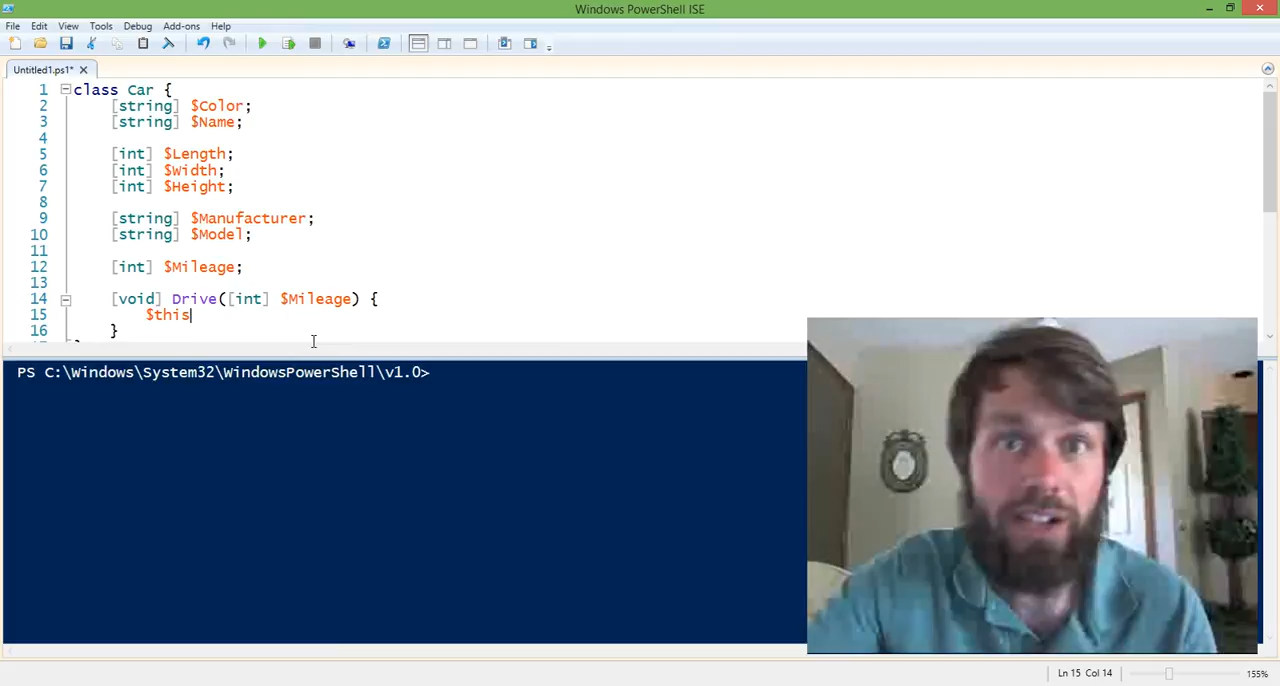 Windows PowerShell ISE
File Edit View Tools Debug Add-ons Help
Untitled1.ps1*
1 class Car {
2 [string] $Color;
3 [string] $Name;
4
5 [int] $Length;
6 [int] $Width;
7 [int] $Height;
8
9 [string] $Manufacturer;
10 [string] $Model;
11
12 [int] $Mileage;
13
14 [void] Drive([int] $Mileage) {
15 $this
16 }
PS C:\Windows\System32\WindowsPowerShell\v1.0>
Ln 15 Col 14 155%